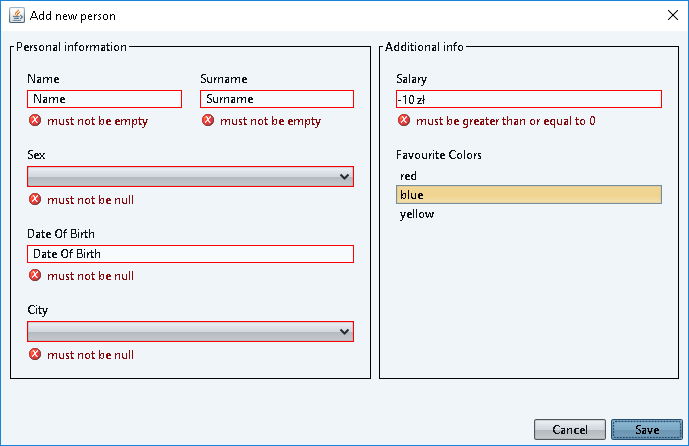 Add new person
Personal information
Name
Surname
Name
Surname
must not be empty
must not be empty
Sex
must not be null
Date Of Birth
Date Of Birth
must not be null
City
must not be null
Additional info
Salary
-10 zł
must be greater than or equal to 0
Favourite Colors
red
blue
yellow
Cancel
Save